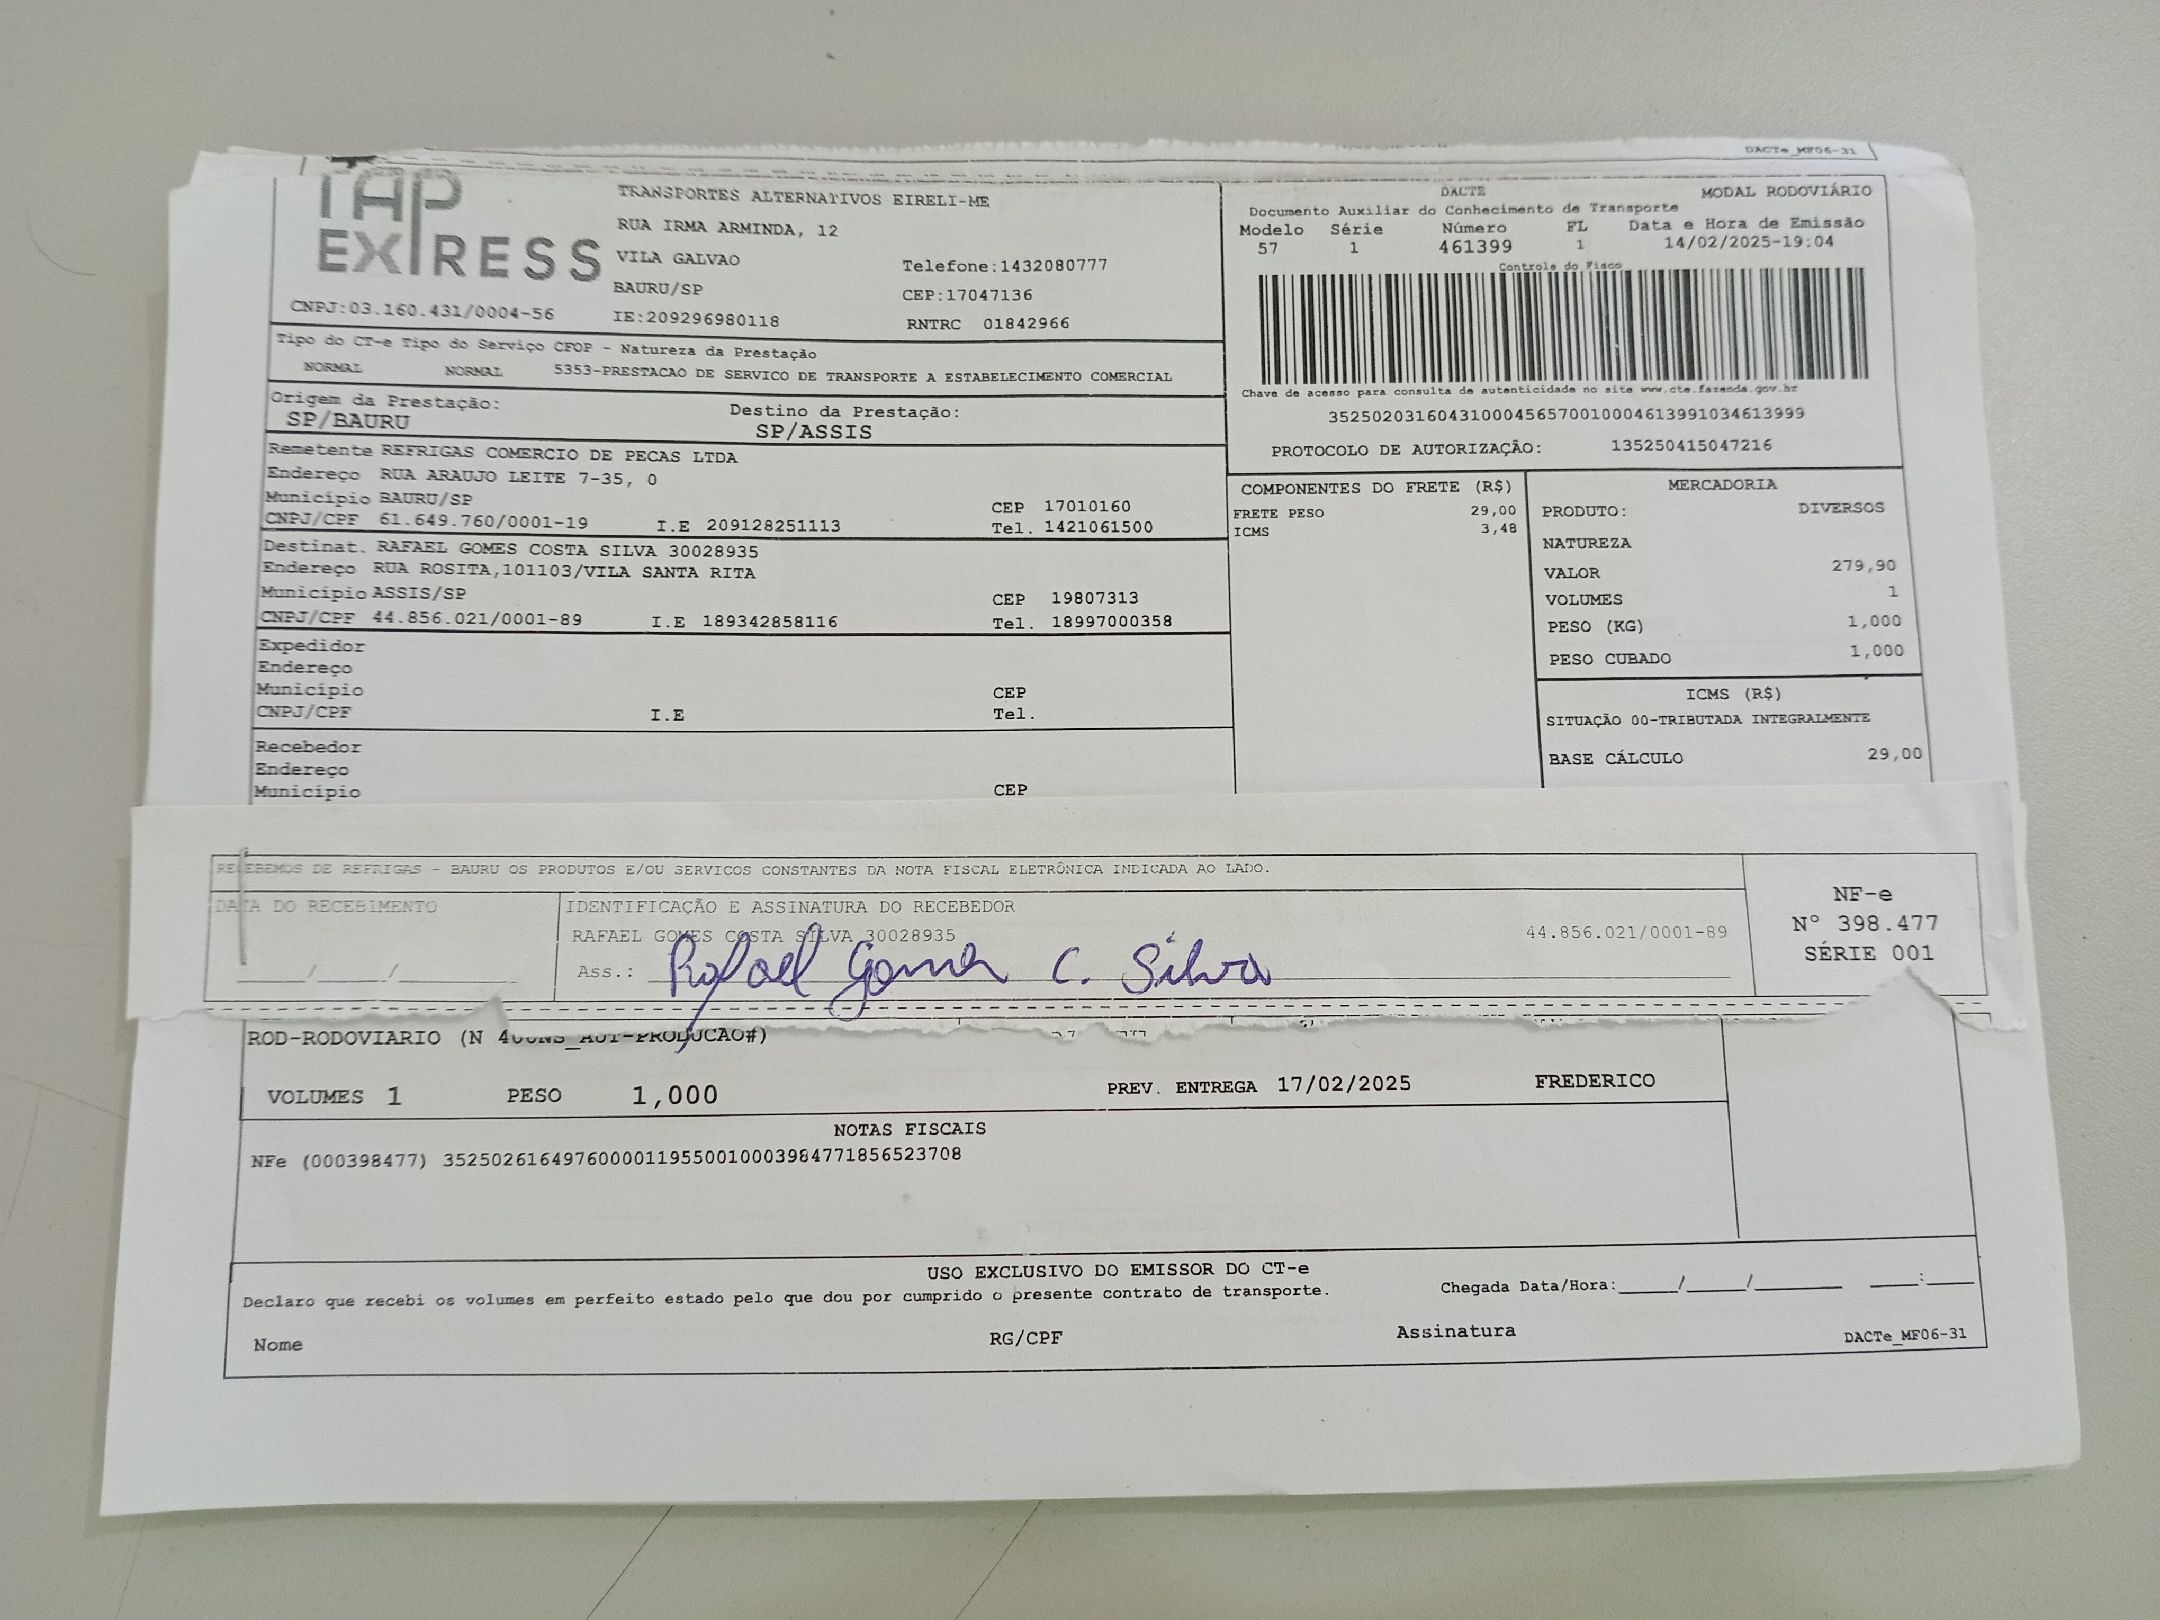 DACTe_MF06-31
TAP
EXPRESS
TRANSPORTES ALTERNATIVOS EIRELI-ME
RUA IRMA ARMINDA, 12
VILA GALVAO
Telefone:1432080777
BAURU/SP
CEP:17047136
CNPJ:03.160.431/0004-56
IE:209296980118
RNTRC 01842966
DACTE
MODAL RODOVIÁRIO
Documento Auxiliar do Conhecimento de Transporte
Modelo Série Número FL Data e Hora de Emissão
57 1 461399 1 14/02/2025-19:04
Controle do Fisco
Chave de acesso para consulta de autenticidade no site www.cte.fazenda.gov.br
35250203160431000456570010004613991034613999
PROTOCOLO DE AUTORIZAÇÃO: 135250415047216
Tipo do CT-e Tipo do Serviço CFOP - Natureza da Prestação
NORMAL NORMAL 5353-PRESTACAO DE SERVICO DE TRANSPORTE A ESTABELECIMENTO COMERCIAL
Origem da Prestação: Destino da Prestação:
SP/BAURU SP/ASSIS
Remetente REFRIGAS COMERCIO DE PECAS LTDA
Endereço RUA ARAUJO LEITE 7-35, 0
Município BAURU/SP CEP 17010160
CNPJ/CPF 61.649.760/0001-19 I.E 209128251113 Tel. 1421061500
Destinat. RAFAEL GOMES COSTA SILVA 30028935
Endereço RUA ROSITA,101103/VILA SANTA RITA
Município ASSIS/SP CEP 19807313
CNPJ/CPF 44.856.021/0001-89 I.E 189342858116 Tel. 18997000358
Expedidor
Endereço
Município CEP
CNPJ/CPF I.E Tel.
Recebedor
Endereço
Município CEP
COMPONENTES DO FRETE (R$)
FRETE PESO 29,00
ICMS 3,48
MERCADORIA
PRODUTO: DIVERSOS
NATUREZA
VALOR 279,90
VOLUMES 1
PESO (KG) 1,000
PESO CUBADO 1,000
ICMS (R$)
SITUAÇÃO 00-TRIBUTADA INTEGRALMENTE
BASE CÁLCULO 29,00
RECEBEMOS DE REFRIGAS - BAURU OS PRODUTOS E/OU SERVICOS CONSTANTES DA NOTA FISCAL ELETRÔNICA INDICADA AO LADO.
DATA DO RECEBIMENTO
___/___/_____
IDENTIFICAÇÃO E ASSINATURA DO RECEBEDOR
RAFAEL GOMES COSTA SILVA 30028935 44.856.021/0001-89
Ass.: Rafael Gomes C. Silva
NF-e
Nº 398.477
SÉRIE 001
ROD-RODOVIARIO (N
VOLUMES 1 PESO 1,000 PREV. ENTREGA 17/02/2025 FREDERICO
NOTAS FISCAIS
NFe (000398477) 35250261649760000119550010003984771856523708
USO EXCLUSIVO DO EMISSOR DO CT-e
Declaro que recebi os volumes em perfeito estado pelo que dou por cumprido o presente contrato de transporte. Chegada Data/Hora:____/____/______ ___:___
Nome RG/CPF Assinatura DACTe_MF06-31